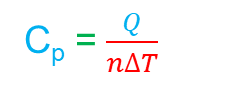 Cp = Q / nΔT